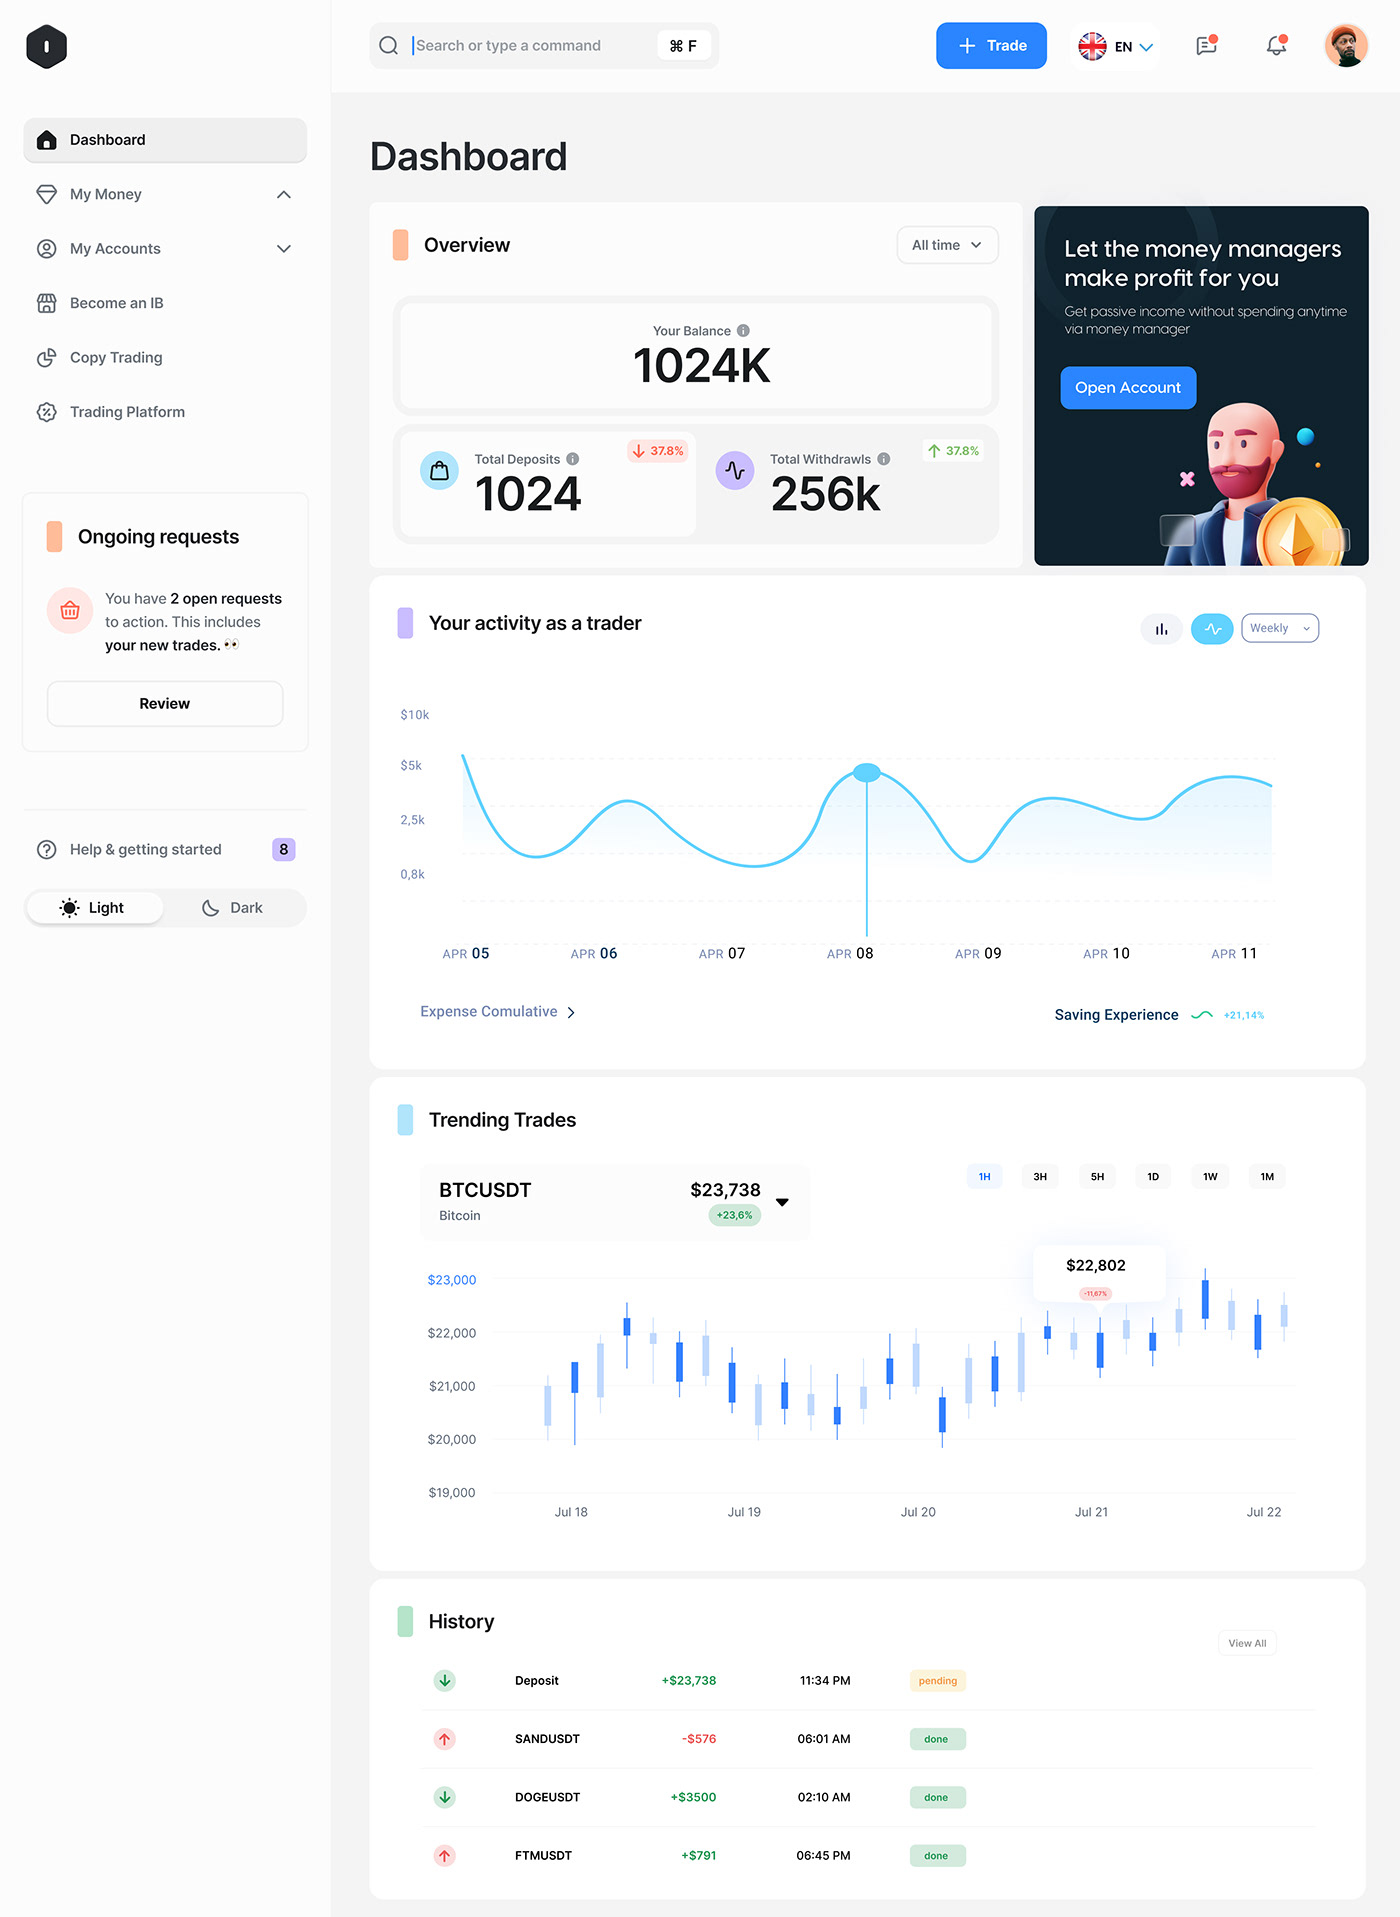 Search or type a command
⌘ F
+ Trade
EN
Dashboard
My Money
My Accounts
Become an IB
Copy Trading
Trading Platform
Ongoing requests
You have 2 open requests
to action. This includes
your new trades. 👀
Review
Help & getting started
8
Light
Dark
Dashboard
Overview
All time
Your Balance
1024K
Total Deposits
37.8%
1024
Total Withdrawls
37.8%
256k
Let the money managers
make profit for you
Get passive income without spending anytime
via money manager
Open Account
Your activity as a trader
Weekly
$10k
$5k
2,5k
0,8k
APR 05
APR 06
APR 07
APR 08
APR 09
APR 10
APR 11
Expense Comulative
Saving Experience
+21,14%
Trending Trades
BTCUSDT
Bitcoin
$23,738
+23,6%
1H
3H
5H
1D
1W
1M
$22,802
-11,67%
$23,000
$22,000
$21,000
$20,000
$19,000
Jul 18
Jul 19
Jul 20
Jul 21
Jul 22
History
View All
Deposit +$23,738 11:34 PM pending
SANDUSDT -$576 06:01 AM done
DOGEUSDT +$3500 02:10 AM done
FTMUSDT +$791 06:45 PM done